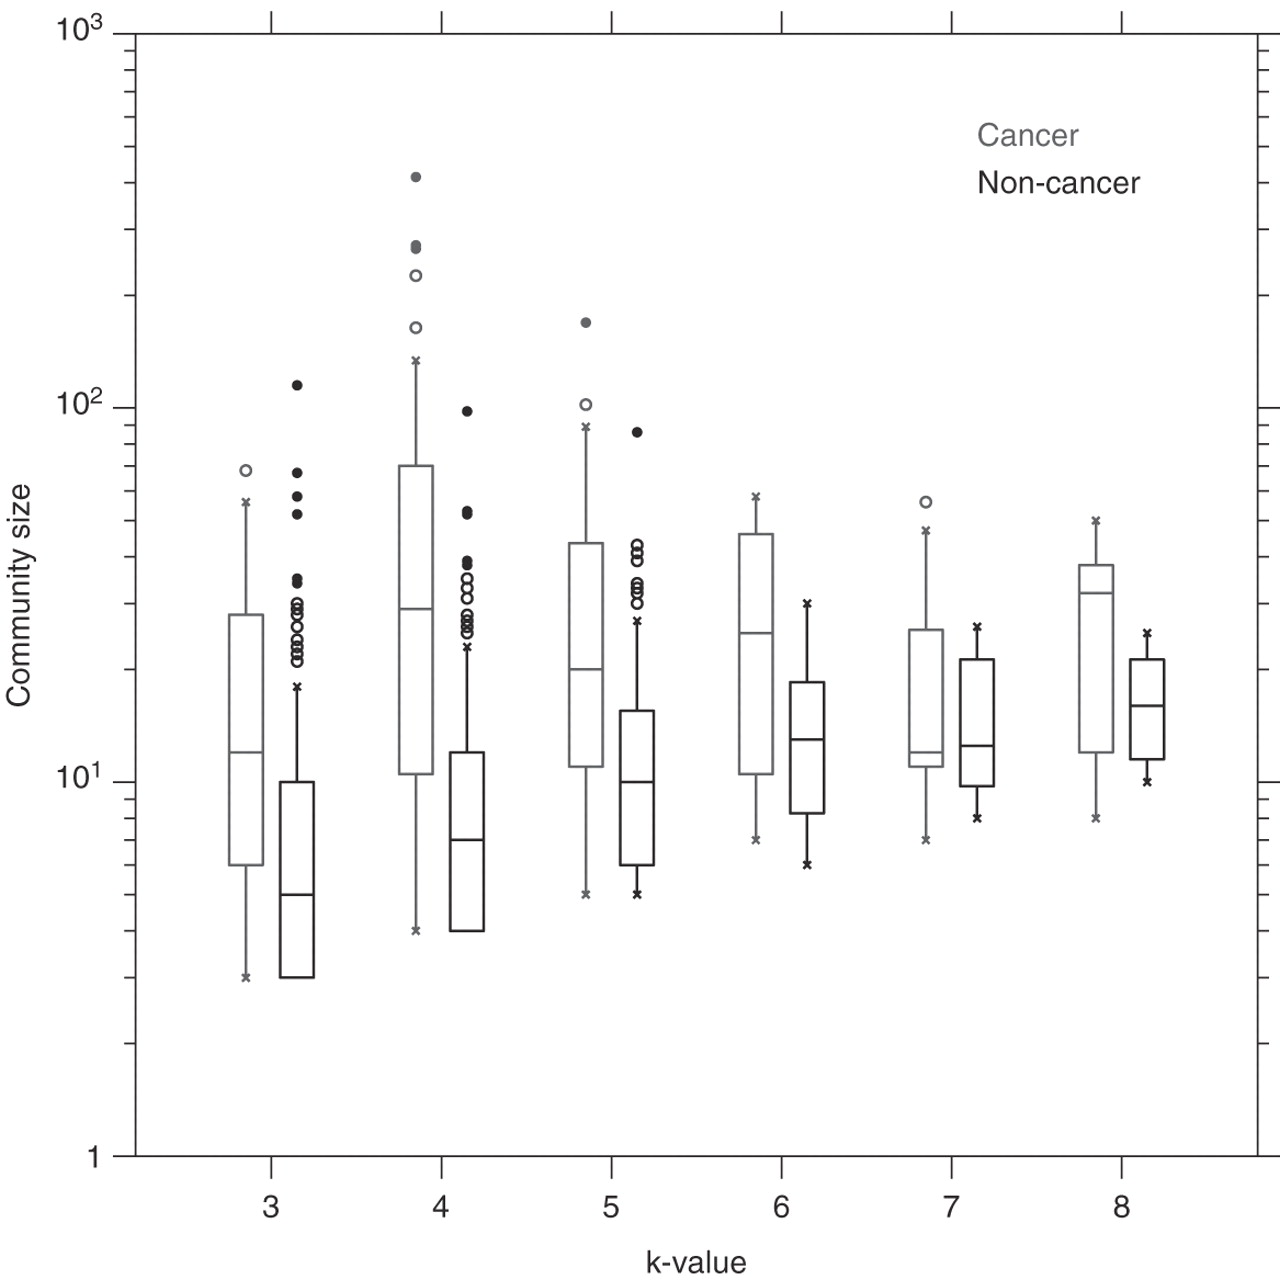 10³
Cancer
Non-cancer
10²
Community size
10¹
1
3 4 5 6 7 8
k-value